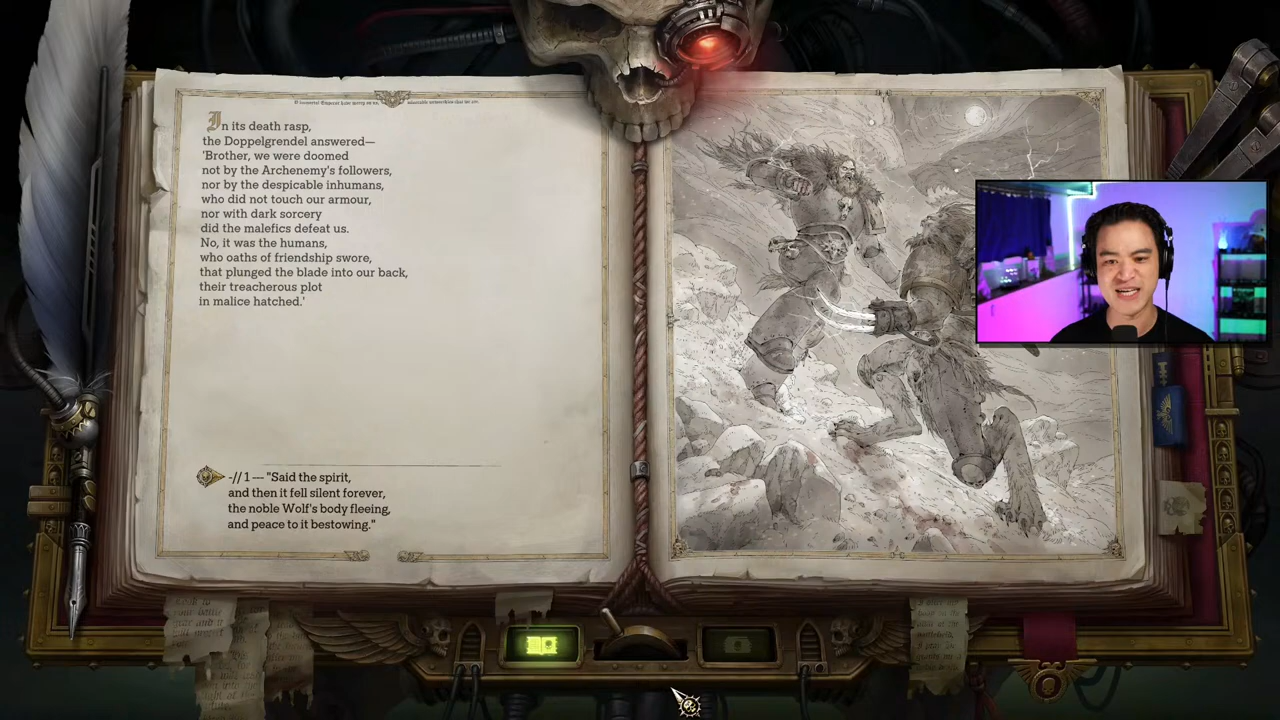 In its death rasp,
the Doppelgrendel answered—
'Brother, we were doomed
not by the Archenemy's followers,
nor by the despicable inhumans,
who did not touch our armour,
nor with dark sorcery
did the malefics defeat us.
No, it was the humans,
who oaths of friendship swore,
that plunged the blade into our back,
their treacherous plot
in malice hatched.'
-// 1 --- "Said the spirit,
and then it fell silent forever,
the noble Wolf's body fleeing,
and peace to it bestowing."